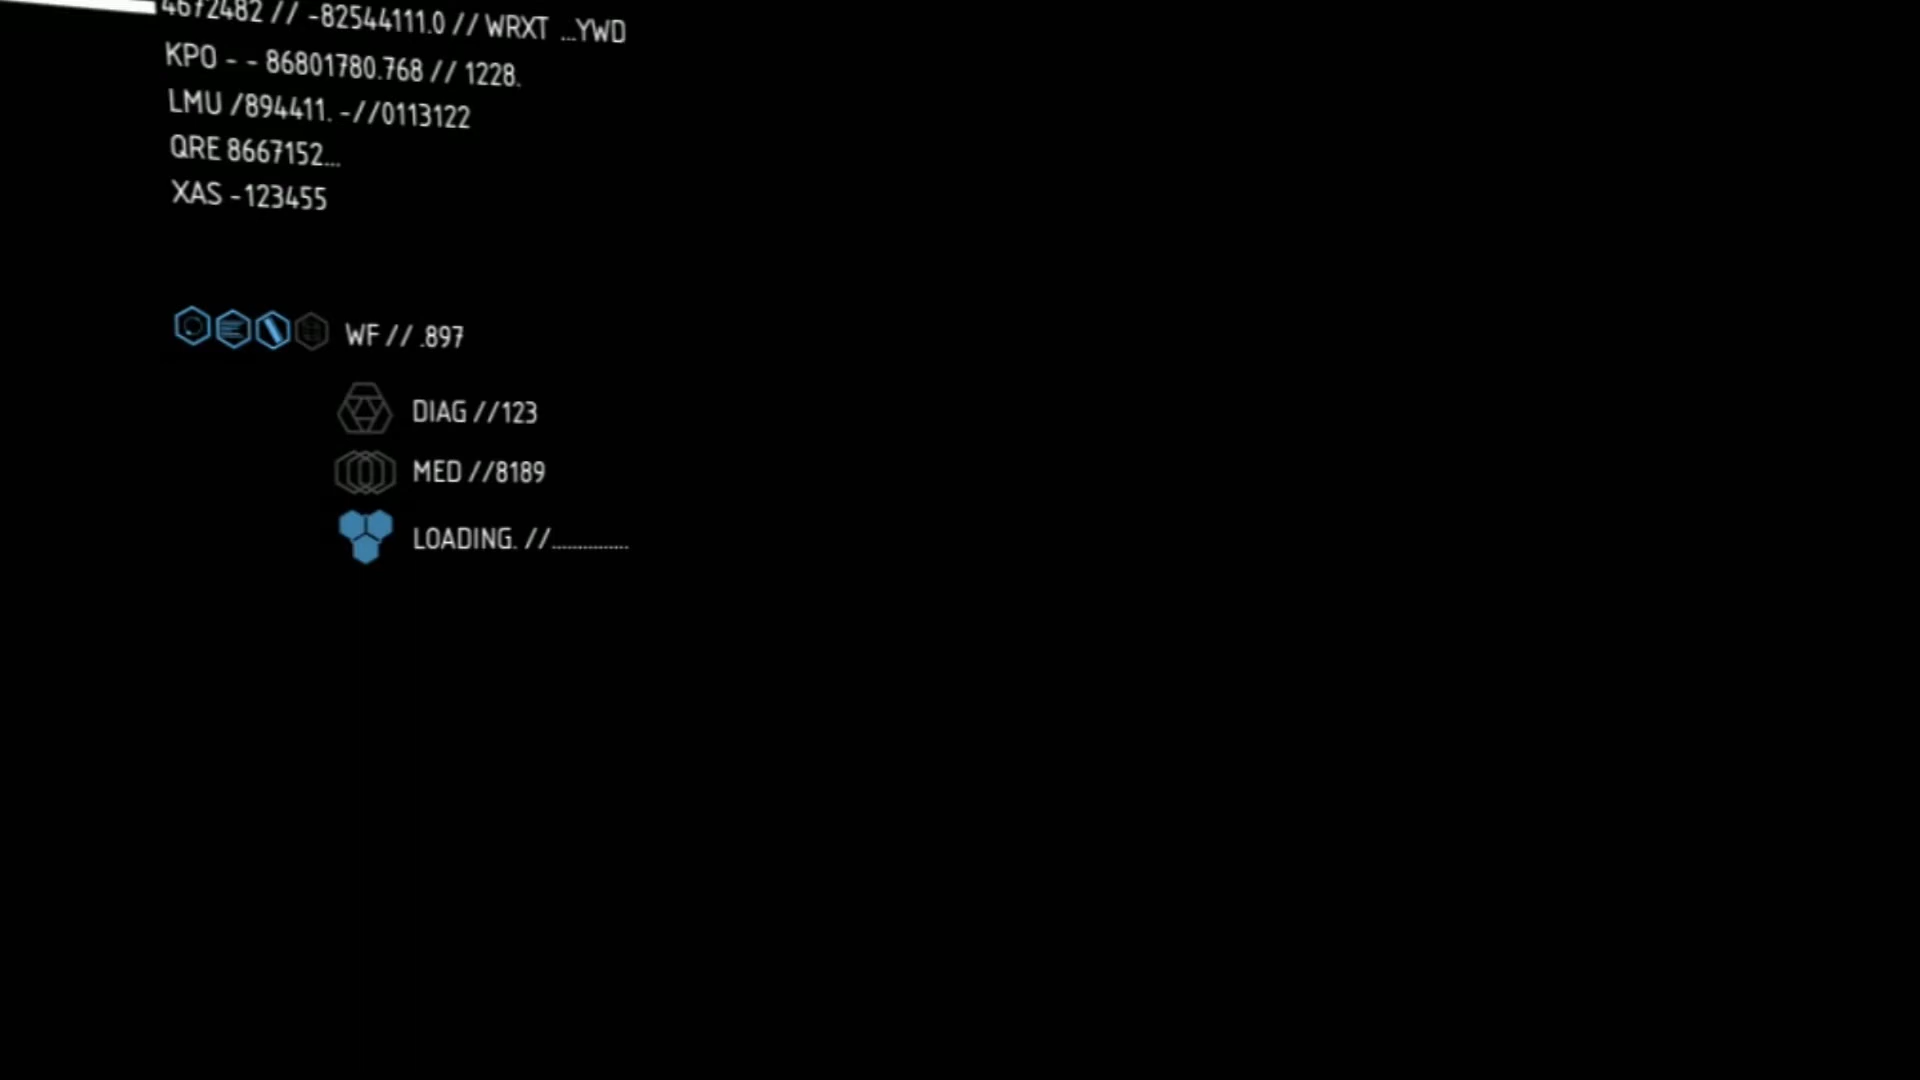 4672482 // -82544111.0 // WRXT ...YWD
KPO - - 86801780.768 // 1228.
LMU /894411. -//0113122
QRE 8667152...
XAS -123455
WF // .897
DIAG //123
MED //8189
LOADING. //...............